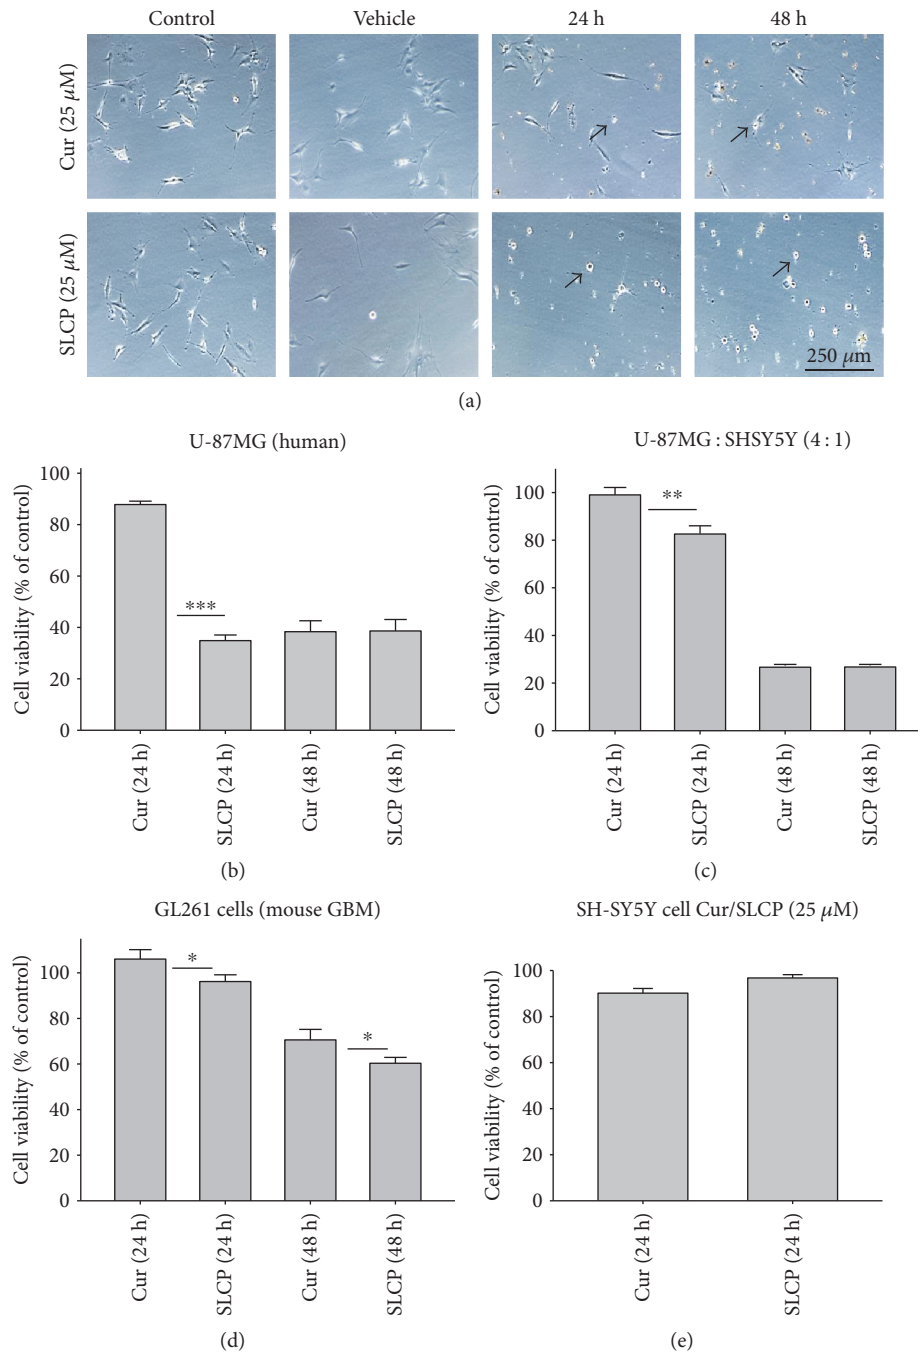 Control
Vehicle
24 h
48 h
Cur (25 μM)
SLCP (25 μM)
250 μm
(a)
U-87MG (human)
Cell viability (% of control)
100
80
60
40
20
0
***
Cur (24 h)
SLCP (24 h)
Cur (48 h)
SLCP (48 h)
(b)
U-87MG : SHSY5Y (4 : 1)
Cell viability (% of control)
100
80
60
40
20
0
**
Cur (24 h)
SLCP (24 h)
Cur (48 h)
SLCP (48 h)
(c)
GL261 cells (mouse GBM)
Cell viability (% of control)
100
80
60
40
20
0
*
*
Cur (24 h)
SLCP (24 h)
Cur (48 h)
SLCP (48 h)
(d)
SH-SY5Y cell Cur/SLCP (25 μM)
Cell viability (% of control)
100
80
60
40
20
0
Cur (24 h)
SLCP (24 h)
(e)